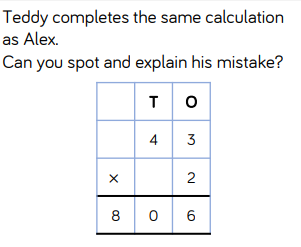 Teddy completes the same calculation
as Alex.
Can you spot and explain his mistake?
T O
4 3
× 2
8 0 6